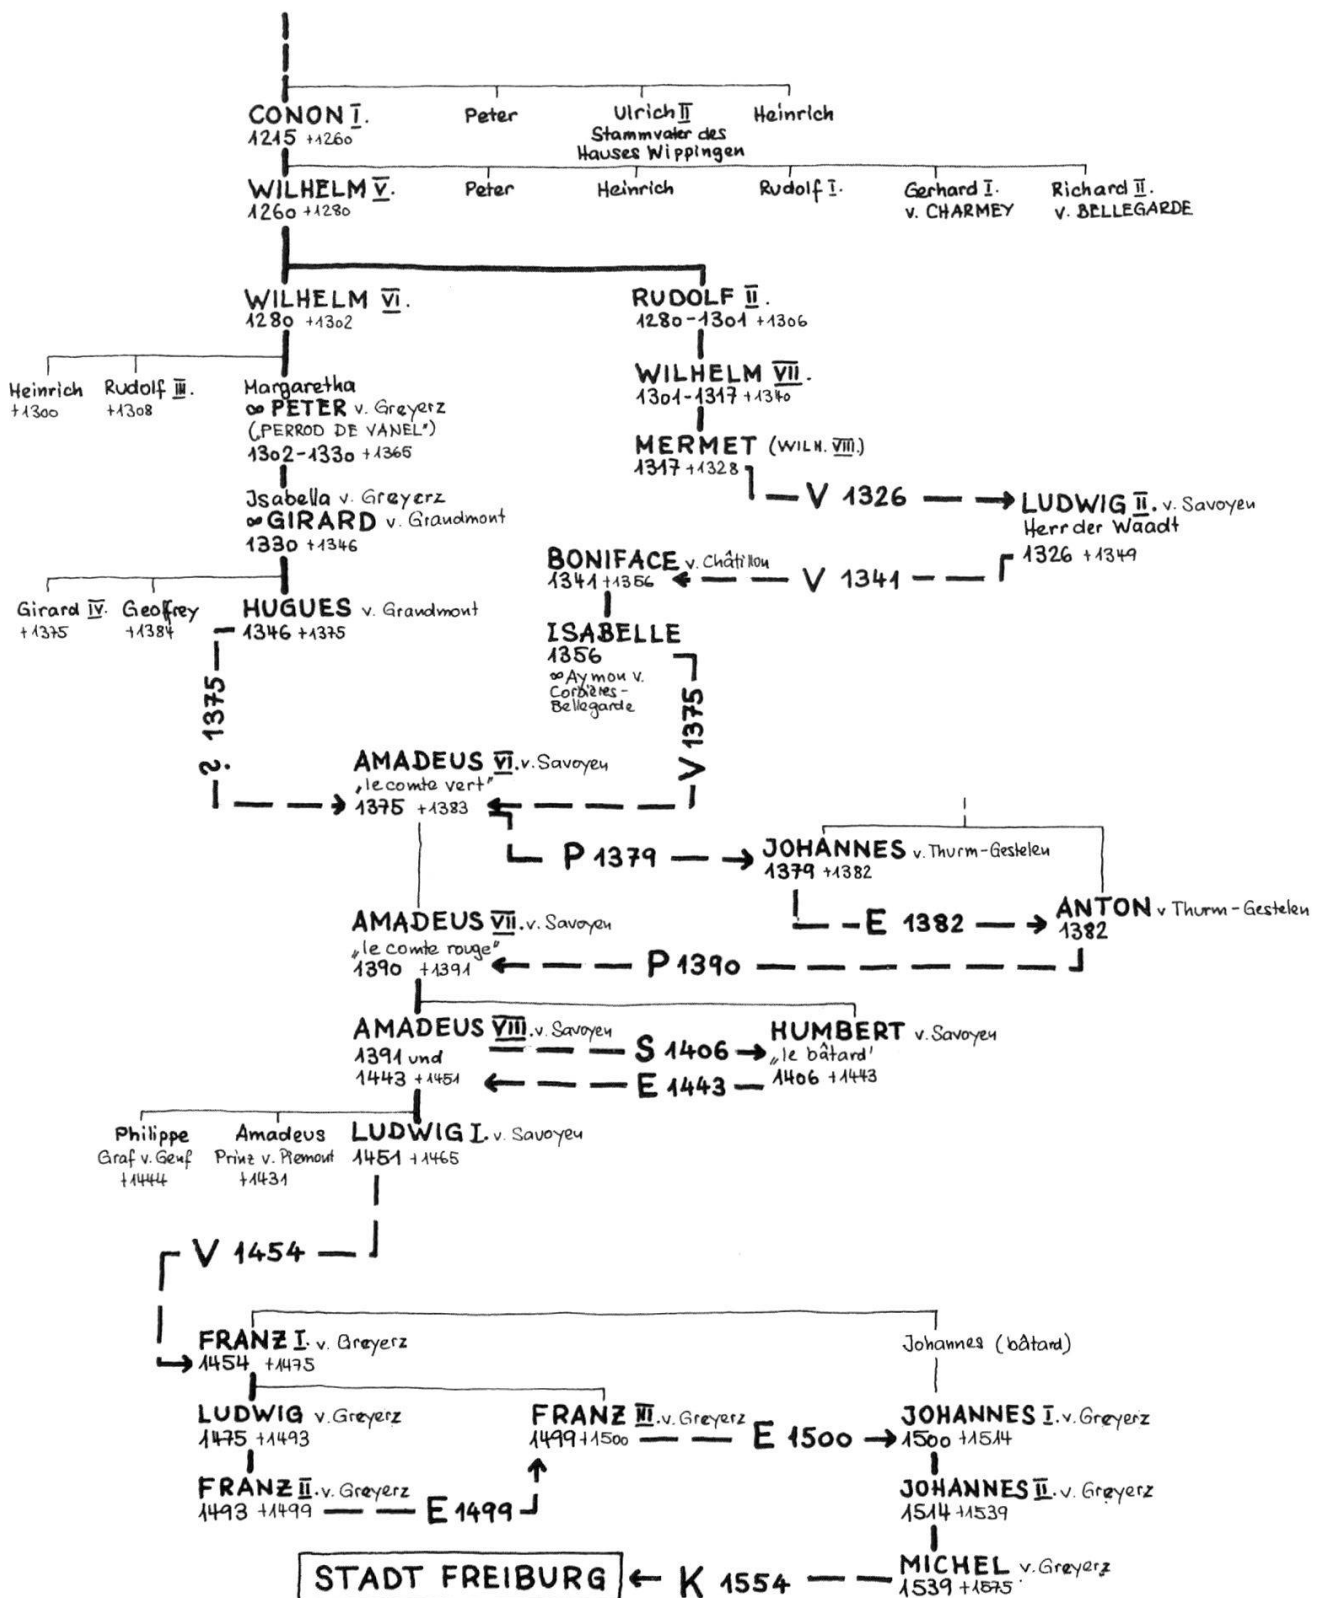 CONON I.
1215 +1260
Peter
Ulrich II
Stammvater des
Hauses Wippingen
Heinrich
WILHELM V.
1260 +1280
Peter
Heinrich
Rudolf I.
Gerhard I.
v. CHARMEY
Richard II.
v. BELLEGARDE
WILHELM VI.
1280 +1302
RUDOLF II.
1280-1301 +1306
Heinrich
+1300
Rudolf III.
+1308
Margaretha
∞ PETER v. Greyerz
(„PERROD DE VANEL")
1302-1330 +1365
WILHELM VII.
1301-1317 +1340
MERMET (WILH. VIII.)
1317 +1328
V 1326
LUDWIG II. v. Savoyen
Herr der Waadt
1326 +1349
Isabella v. Greyerz
∞ GIRARD v. Grandmont
1330 +1346
BONIFACE v. Châtillon
1341 +1356
V 1341
Girard IV.
+1375
Geoffrey
+1384
HUGUES v. Grandmont
1346 +1375
ISABELLE
1356
∞ Aymon v.
Corbières-
Bellegarde
?. 1375
V 1375
AMADEUS VI. v. Savoyen
„le comte vert"
1375 +1383
P 1379
JOHANNES v. Thurm-Gestelen
1379 +1382
E 1382
ANTON v Thurm-Gestelen
1382
AMADEUS VII. v. Savoyen
„le comte rouge"
1390 +1391
P 1390
AMADEUS VIII. v. Savoyen
1391 und
1443 +1451
S 1406
E 1443
HUMBERT v. Savoyen
„le bâtard'
1406 +1443
Philippe
Graf v. Genf
+1444
Amadeus
Prinz v. Piemont
+1431
LUDWIG I. v. Savoyen
1451 +1465
V 1454
FRANZ I. v. Greyerz
1454 +1475
Johannes (bâtard)
LUDWIG v. Greyerz
1475 +1493
FRANZ III. v. Greyerz
1499 +1500
E 1500
JOHANNES I. v. Greyerz
1500 +1514
FRANZ II. v. Greyerz
1493 +1499
E 1499
JOHANNES II. v. Greyerz
1514 +1539
STADT FREIBURG
K 1554
MICHEL v. Greyerz
1539 +1575